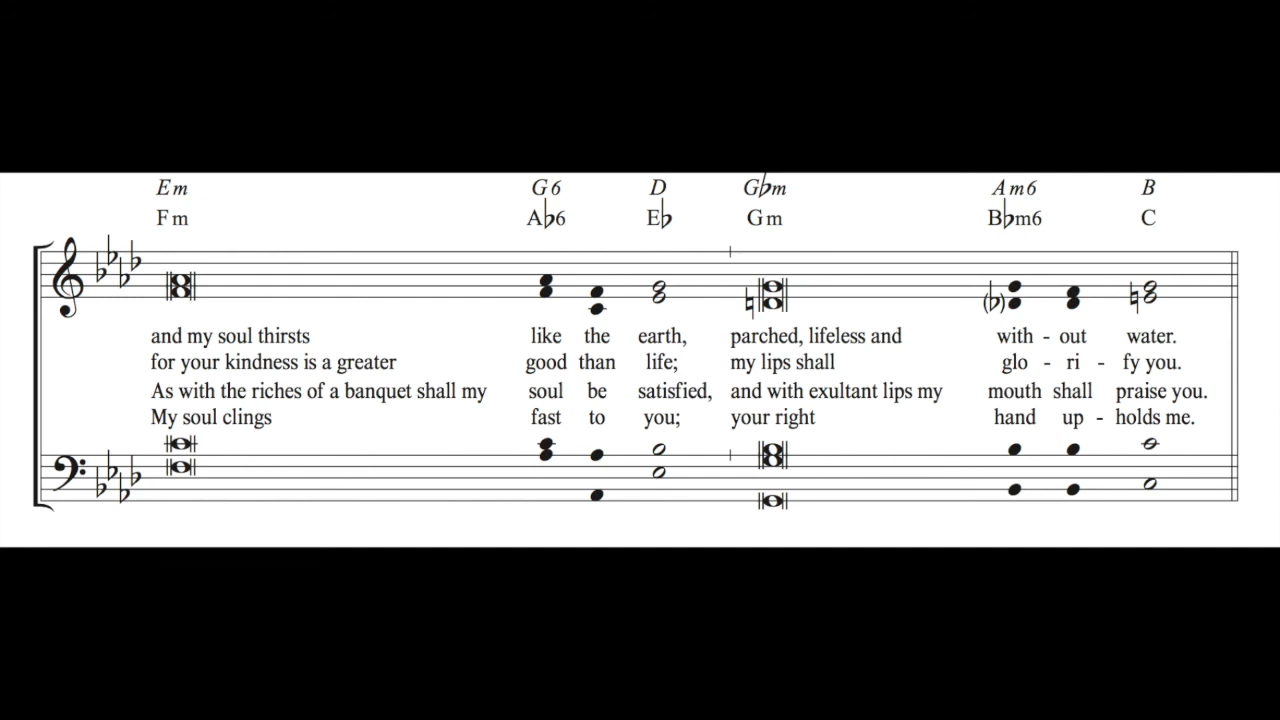 Em G6 D G♭m Am6 B
Fm A♭6 E♭ Gm B♭m6 C
and my soul thirsts like the earth, parched, lifeless and with - out water.
for your kindness is a greater good than life; my lips shall glo - ri - fy you.
As with the riches of a banquet shall my soul be satisfied, and with exultant lips my mouth shall praise you.
My soul clings fast to you; your right hand up - holds me.